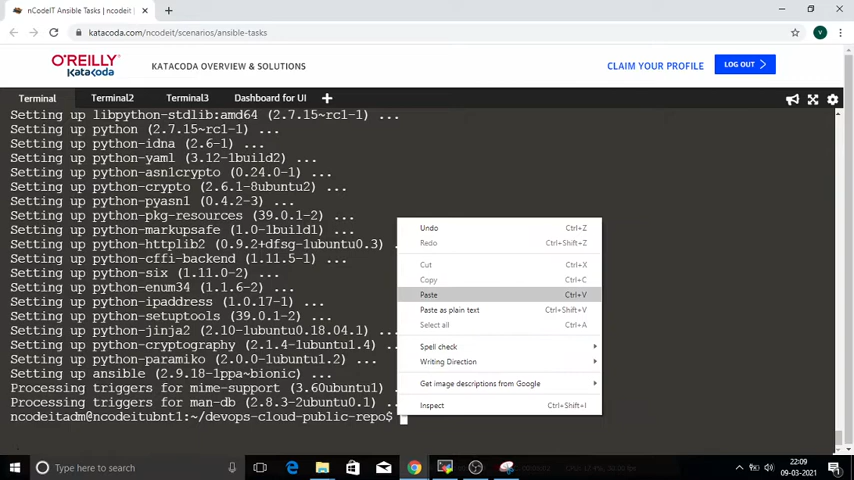 nCodeIT Ansible Tasks | ncodeit |
katacoda.com/ncodeit/scenarios/ansible-tasks
V
O'REILLY
Katacoda
KATACODA OVERVIEW & SOLUTIONS
CLAIM YOUR PROFILE
LOG OUT
Terminal
Terminal2
Terminal3
Dashboard for UI
Setting up libpython-stdlib:amd64 (2.7.15~rc1-1) ...
Setting up python (2.7.15~rc1-1) ...
Setting up python-idna (2.6-1) ...
Setting up python-yaml (3.12-1build2) ...
Setting up python-asn1crypto (0.24.0-1) ...
Setting up python-crypto (2.6.1-8ubuntu2) ...
Setting up python-pyasn1 (0.4.2-3) ...
Setting up python-pkg-resources (39.0.1-2) ...
Setting up python-markupsafe (1.0-1build1) ...
Setting up python-httplib2 (0.9.2+dfsg-1ubuntu0.3)
Setting up python-cffi-backend (1.11.5-1) ...
Setting up python-six (1.11.0-2) ...
Setting up python-enum34 (1.1.6-2) ...
Setting up python-ipaddress (1.0.17-1) ...
Setting up python-setuptools (39.0.1-2) ...
Setting up python-jinja2 (2.10-1ubuntu0.18.04.1) ..
Setting up python-cryptography (2.1.4-1ubuntu1.4) .
Setting up python-paramiko (2.0.0-1ubuntu1.2) ...
Setting up ansible (2.9.18-1ppa~bionic) ...
Processing triggers for mime-support (3.60ubuntu1) .
Processing triggers for man-db (2.8.3-2ubuntu0.1) .
ncodeitadm@ncodeitubnt1:~/devops-cloud-public-repo$
Undo Ctrl+Z
Redo Ctrl+Shift+Z
Cut Ctrl+X
Copy Ctrl+C
Paste Ctrl+V
Paste as plain text Ctrl+Shift+V
Select all Ctrl+A
Spell check
Writing Direction
Get image descriptions from Google
Inspect Ctrl+Shift+I
Type here to search
22:09
09-03-2021